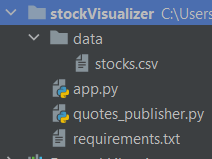 stockVisualizer C:\Users
data
stocks.csv
app.py
quotes_publisher.py
requirements.txt